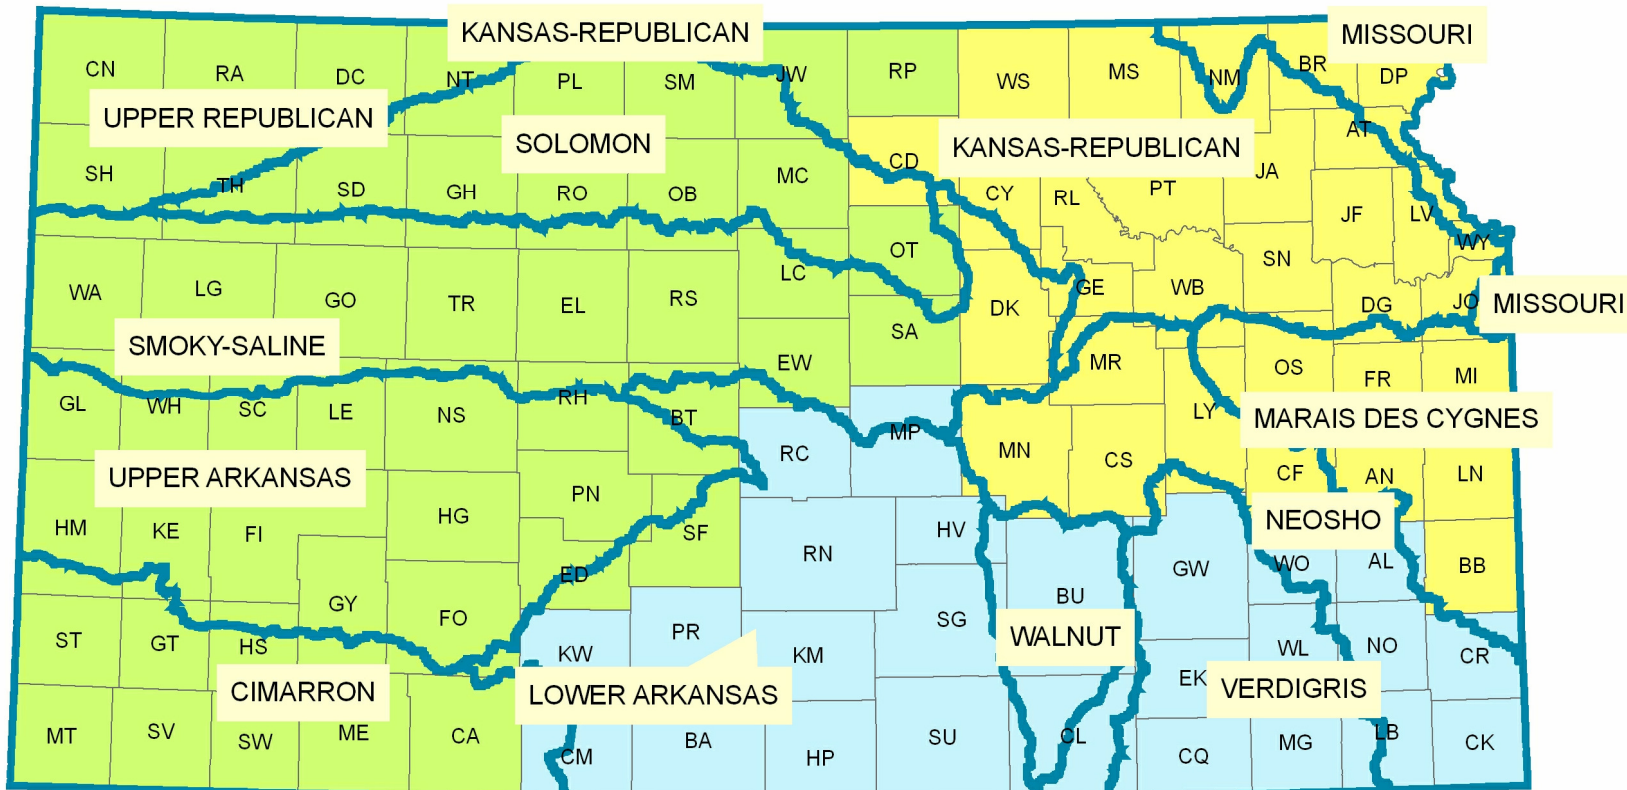 KANSAS-REPUBLICAN
MISSOURI
CN
RA
DC
NT
PL
SM
JW
RP
WS
MS
NM
BR
DP
UPPER REPUBLICAN
SOLOMON
KANSAS-REPUBLICAN
AT
SH
TH
SD
GH
RO
OB
MC
CD
CY
RL
PT
JA
JF
LV
WY
WA
LG
GO
TR
EL
RS
LC
OT
DK
GE
WB
SN
DG
JO
MISSOURI
SMOKY-SALINE
EW
SA
MR
OS
FR
MI
GL
WH
SC
LE
NS
RH
BT
RC
MP
MN
CS
LY
MARAIS DES CYGNES
UPPER ARKANSAS
CF
AN
LN
HM
KE
FI
HG
PN
SF
RN
HV
NEOSHO
GW
WO
AL
BB
ED
GY
FO
BU
ST
GT
HS
KW
PR
KM
SG
WALNUT
EK
WL
NO
CR
CIMARRON
LOWER ARKANSAS
VERDIGRIS
MT
SV
SW
ME
CA
CM
BA
HP
SU
CL
CQ
MG
LB
CK